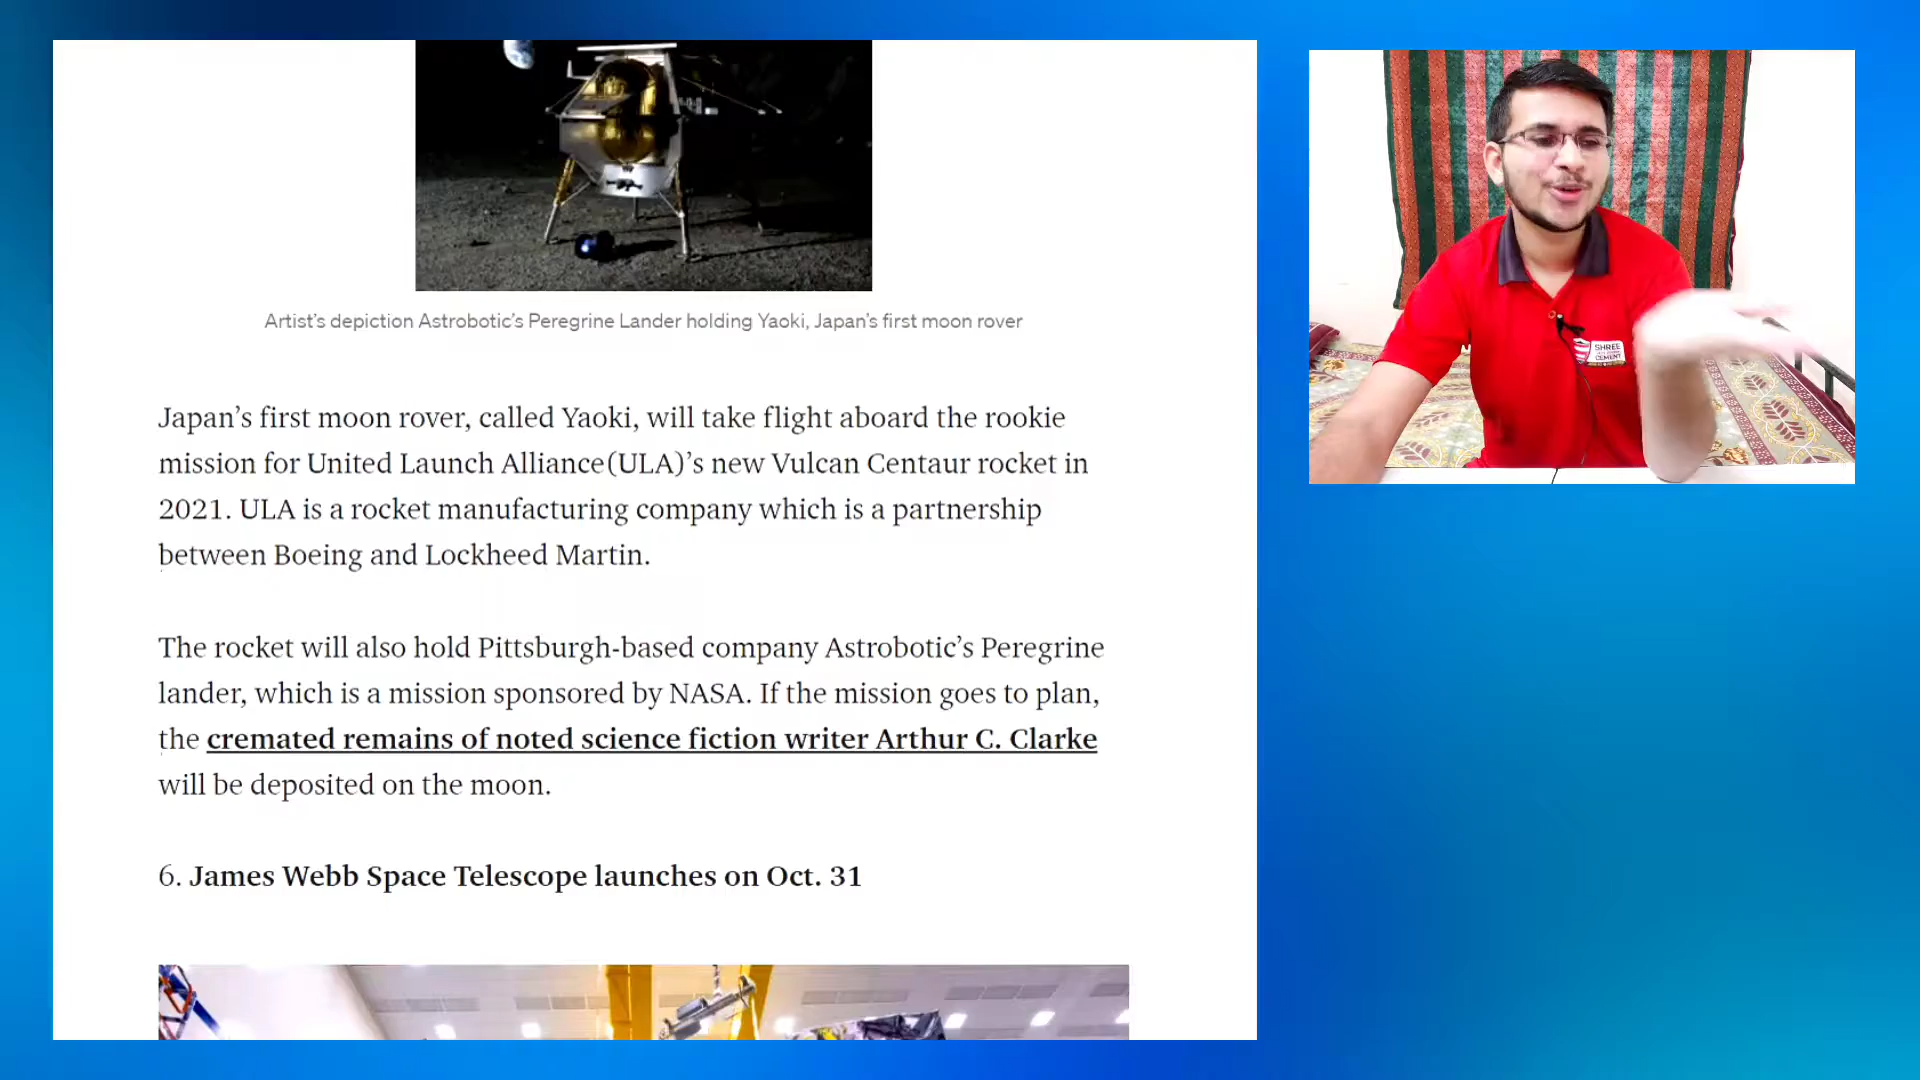 Artist's depiction Astrobotic's Peregrine Lander holding Yaoki, Japan's first moon rover
Japan's first moon rover, called Yaoki, will take flight aboard the rookie
mission for United Launch Alliance(ULA)'s new Vulcan Centaur rocket in
2021. ULA is a rocket manufacturing company which is a partnership
between Boeing and Lockheed Martin.
The rocket will also hold Pittsburgh-based company Astrobotic's Peregrine
lander, which is a mission sponsored by NASA. If the mission goes to plan,
the cremated remains of noted science fiction writer Arthur C. Clarke
will be deposited on the moon.
6. James Webb Space Telescope launches on Oct. 31
SHREE
CEMENT